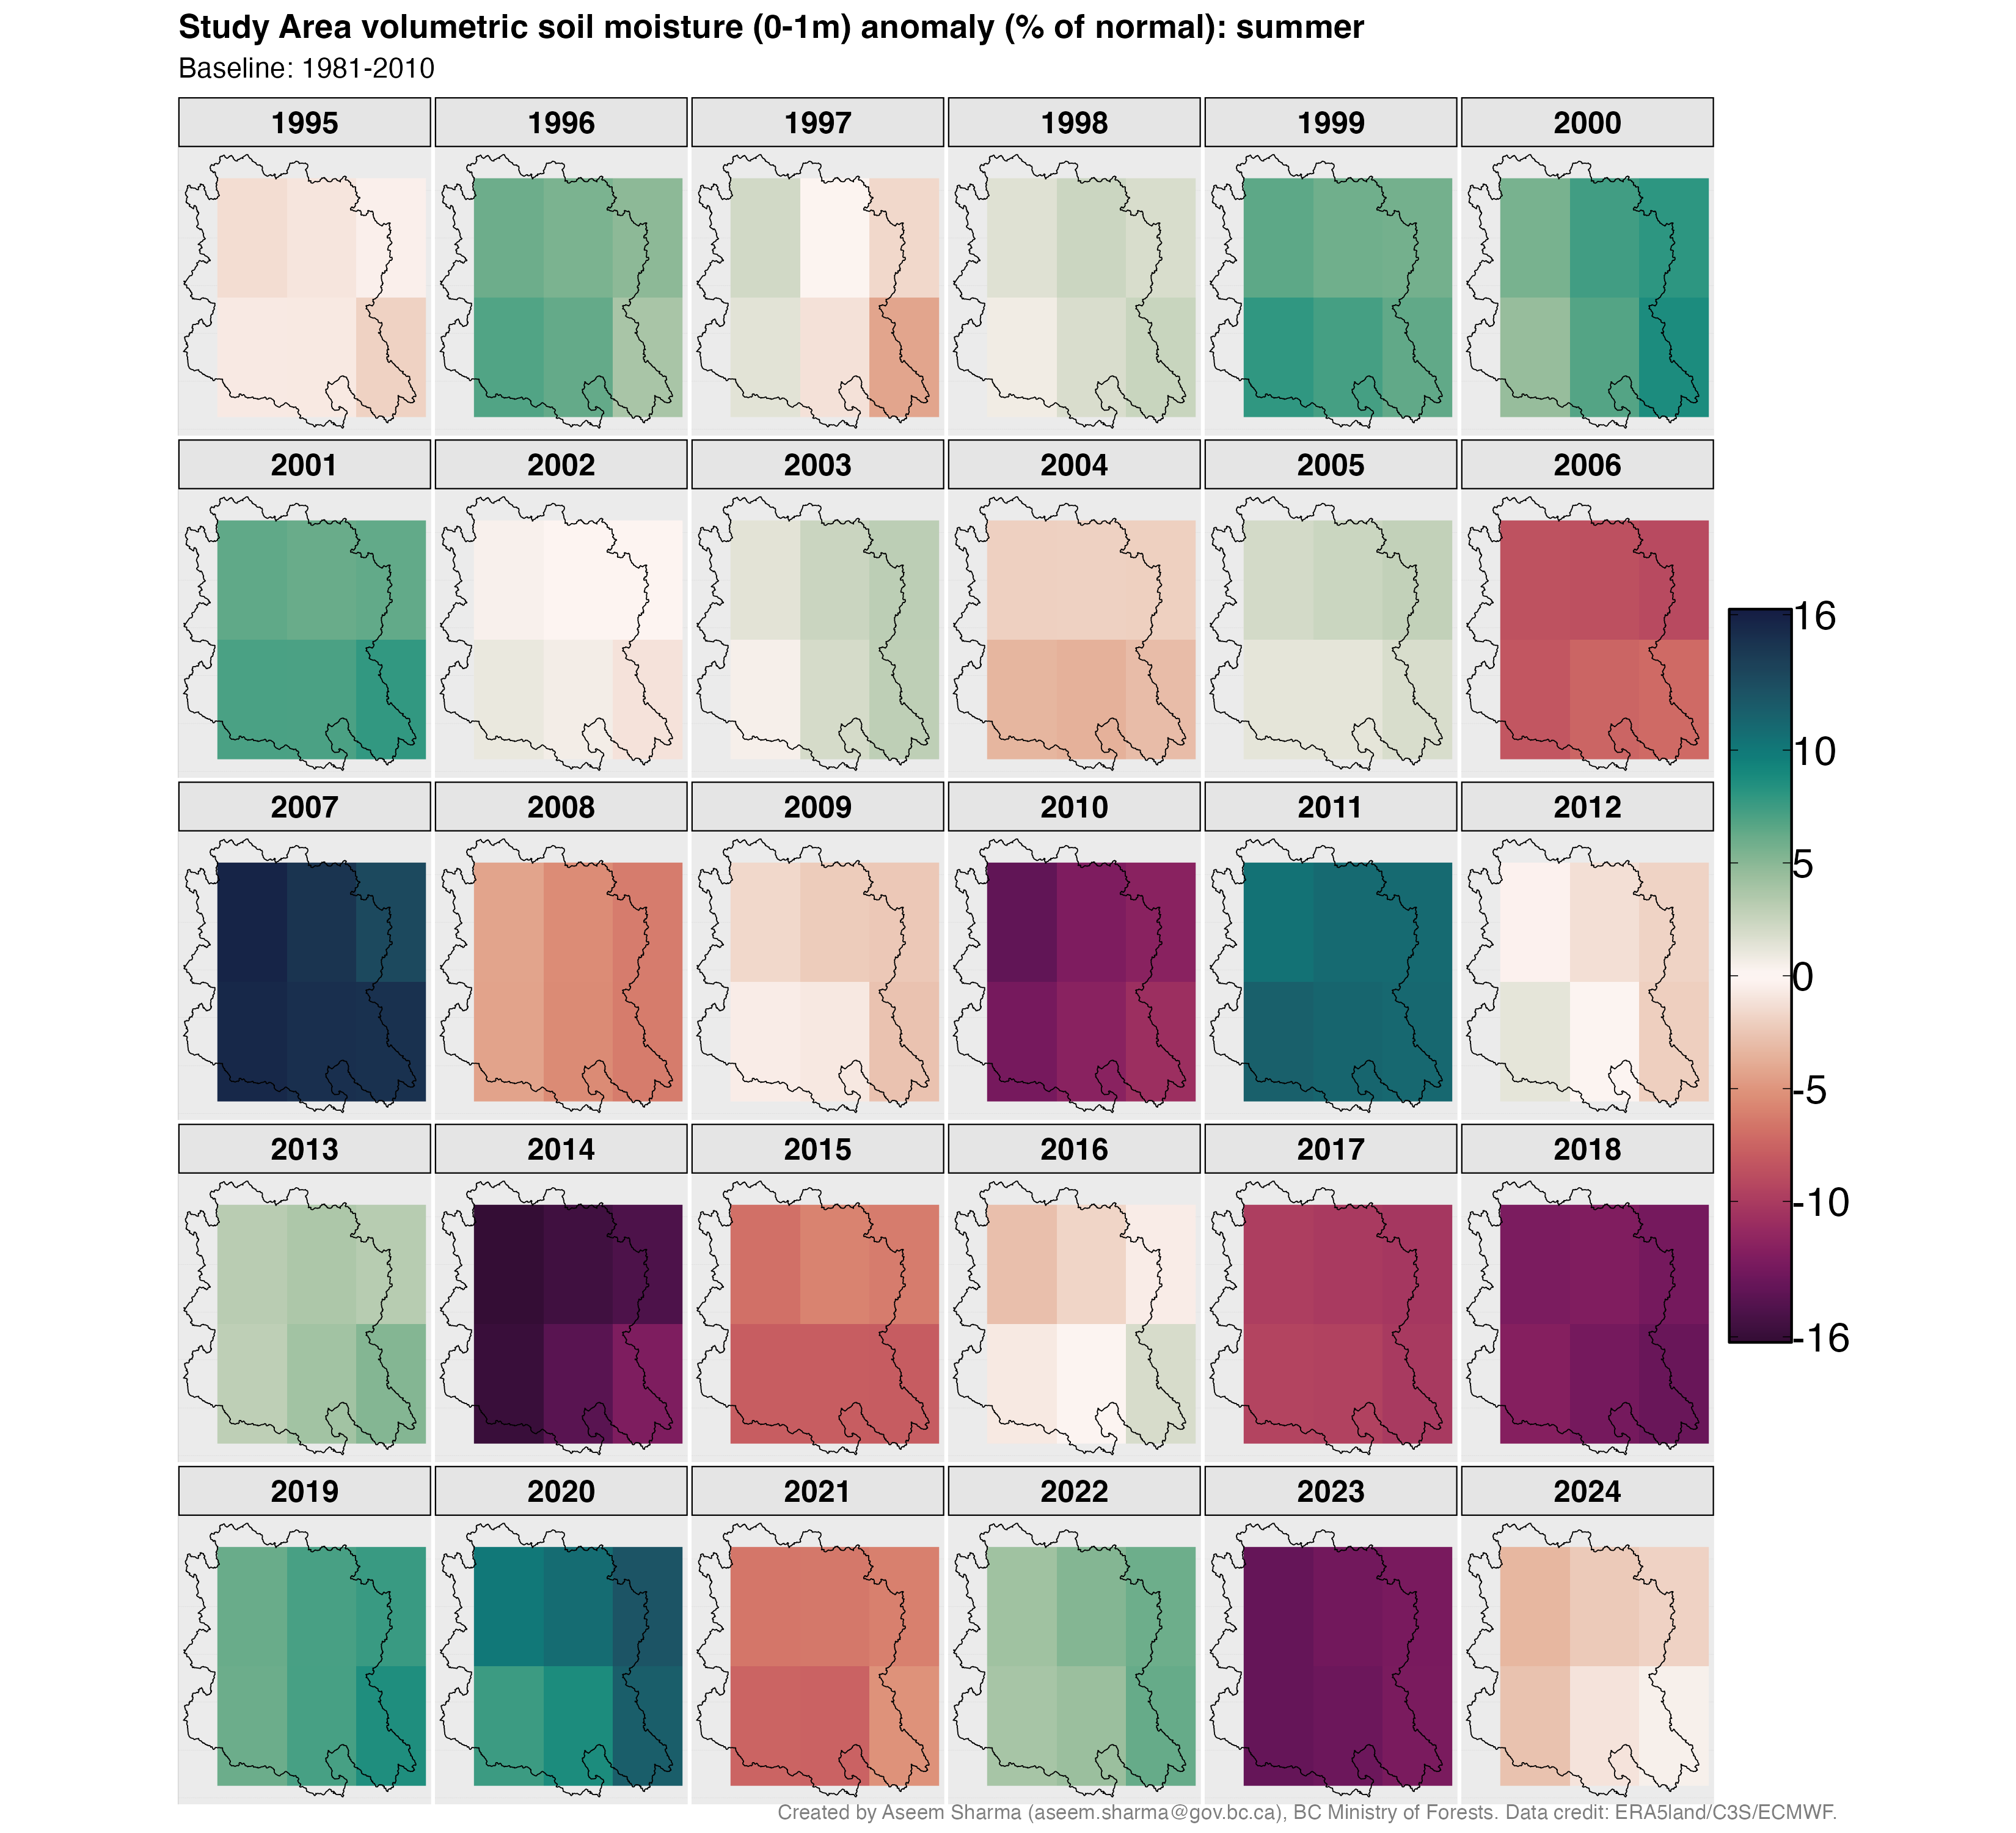 Study Area volumetric soil moisture (0-1m) anomaly (% of normal): summer
Baseline: 1981-2010
1995 1996 1997 1998 1999 2000
2001 2002 2003 2004 2005 2006
2007 2008 2009 2010 2011 2012
2013 2014 2015 2016 2017 2018
2019 2020 2021 2022 2023 2024
16
10
5
0
-5
-10
-16
Created by Aseem Sharma (aseem.sharma@gov.bc.ca), BC Ministry of Forests. Data credit: ERA5land/C3S/ECMWF.